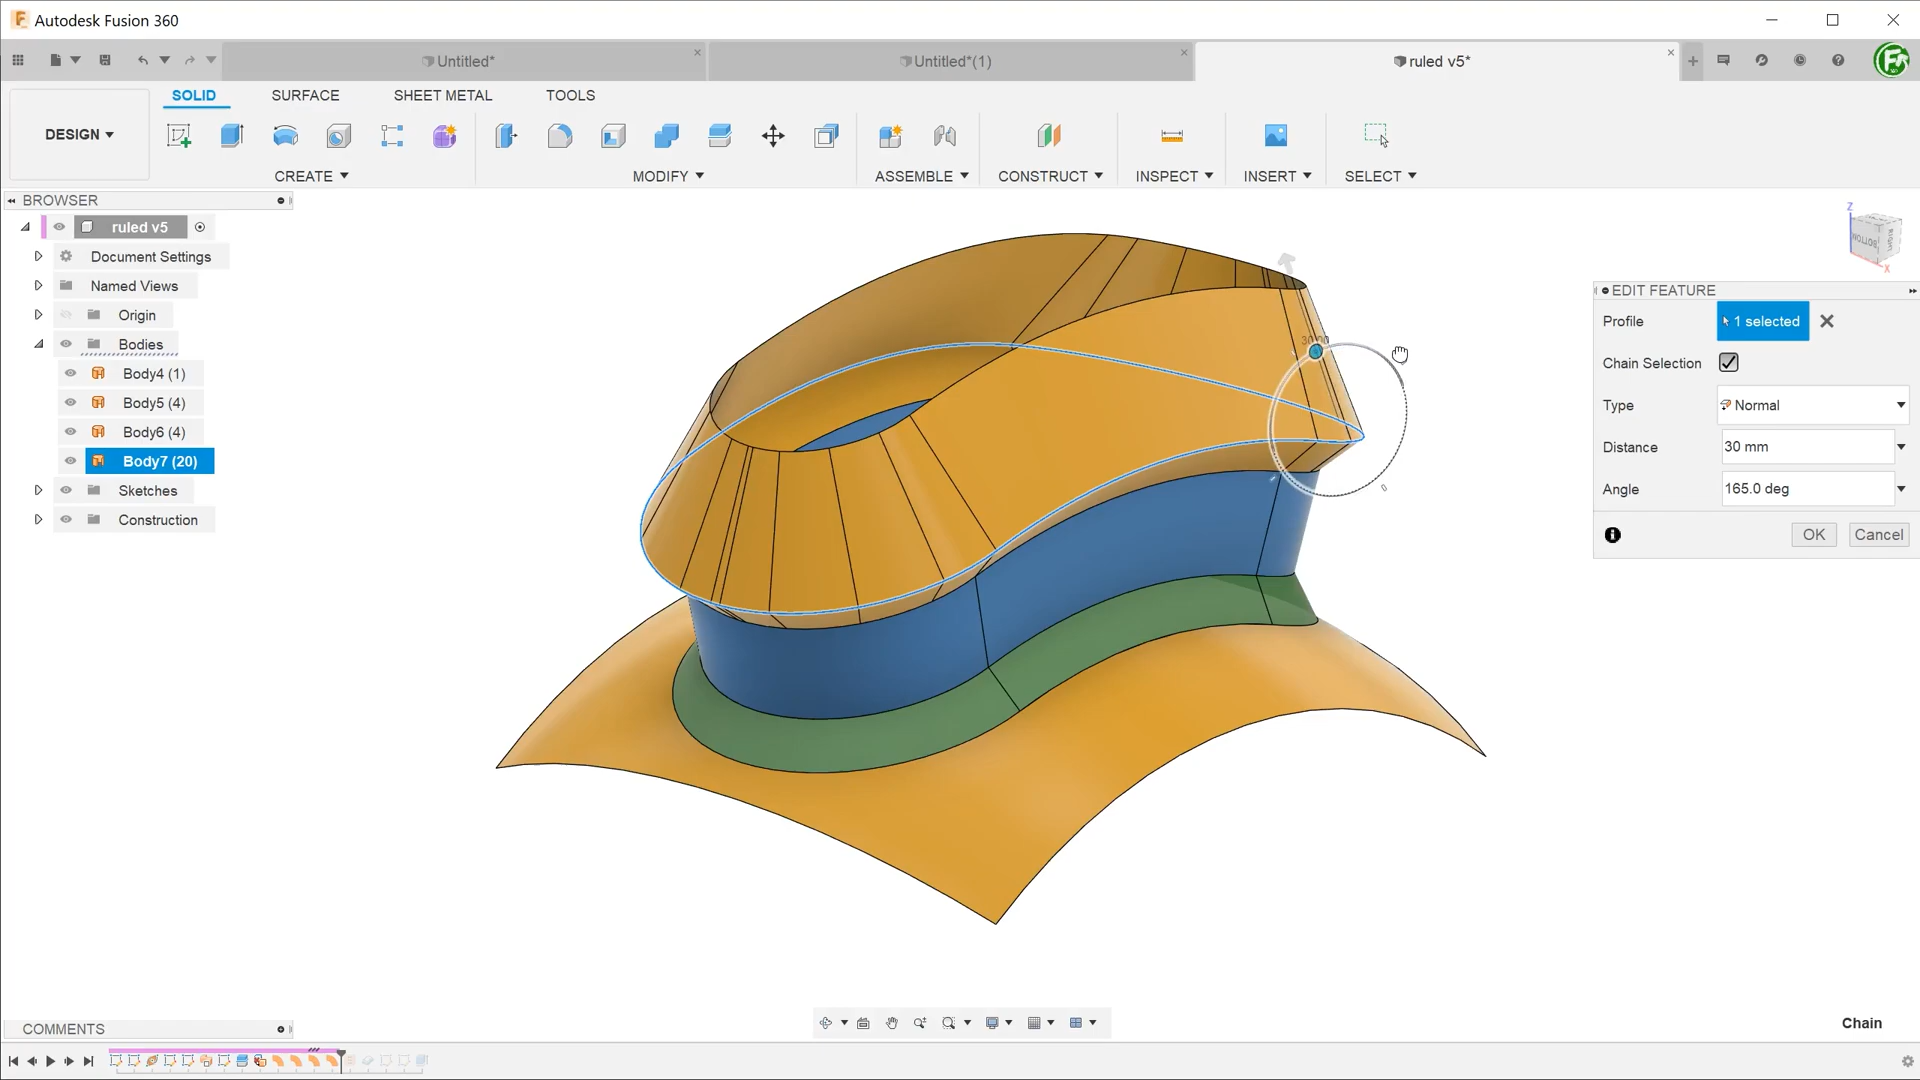 Autodesk Fusion 360
Untitled*
Untitled*(1)
ruled v5*
DESIGN
SOLID
SURFACE
SHEET METAL
TOOLS
CREATE
MODIFY
ASSEMBLE
CONSTRUCT
INSPECT
INSERT
SELECT
BROWSER
ruled v5
Document Settings
Named Views
Origin
Bodies
Body4 (1)
Body5 (4)
Body6 (4)
Body7 (20)
Sketches
Construction
Z
BOTTOM
RIGHT
X
EDIT FEATURE
Profile
1 selected
Chain Selection
Type
Normal
Distance
30 mm
Angle
165.0 deg
OK
Cancel
COMMENTS
Chain